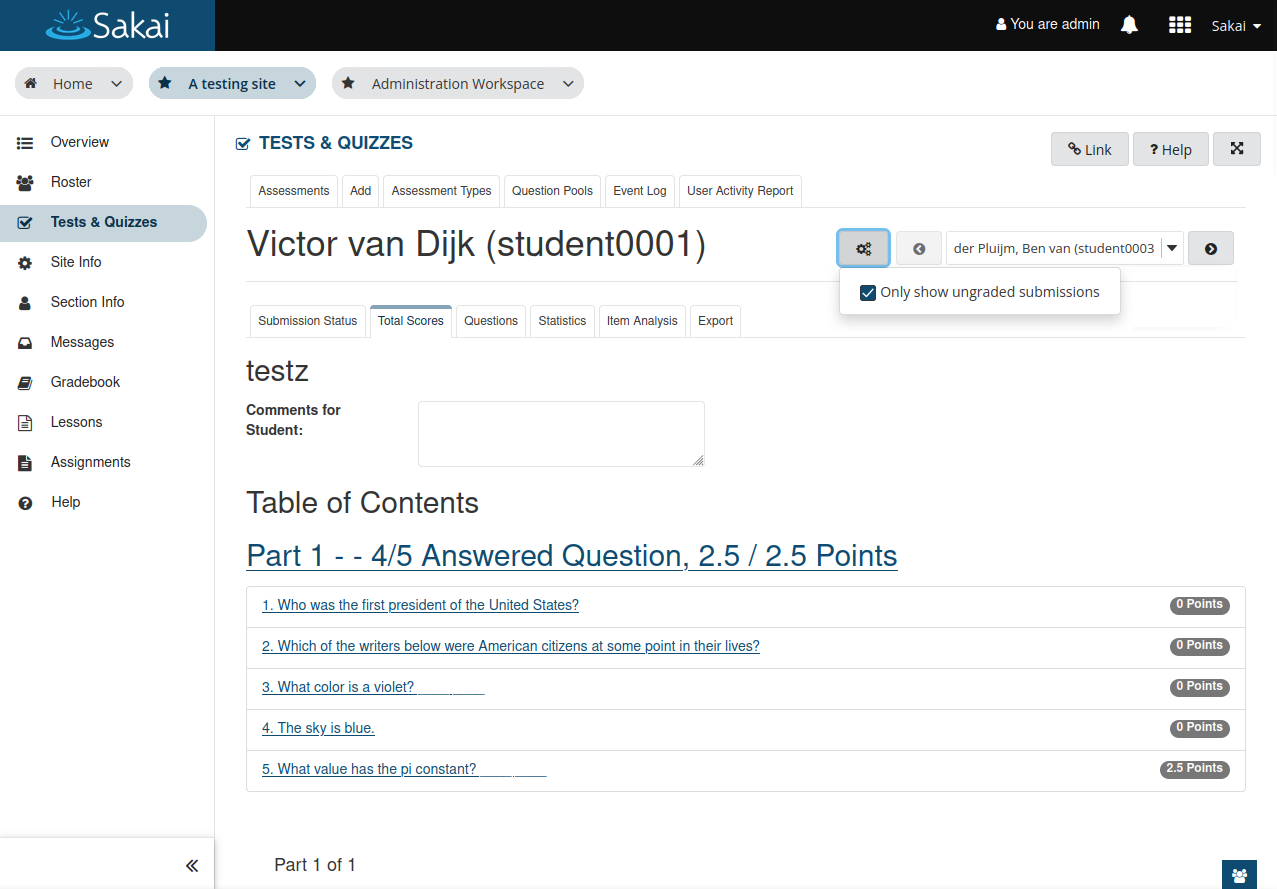 Sakai
You are admin
Sakai
Home
A testing site
Administration Workspace
Overview
Roster
Tests & Quizzes
Site Info
Section Info
Messages
Gradebook
Lessons
Assignments
Help
TESTS & QUIZZES
Link
? Help
Assessments
Add
Assessment Types
Question Pools
Event Log
User Activity Report
Victor van Dijk (student0001)
der Pluijm, Ben van (student0003
Only show ungraded submissions
Submission Status
Total Scores
Questions
Statistics
Item Analysis
Export
testz
Comments for
Student:
Table of Contents
Part 1 - - 4/5 Answered Question, 2.5 / 2.5 Points
1. Who was the first president of the United States?
0 Points
2. Which of the writers below were American citizens at some point in their lives?
0 Points
3. What color is a violet? _________
0 Points
4. The sky is blue.
0 Points
5. What value has the pi constant? _________
2.5 Points
Part 1 of 1